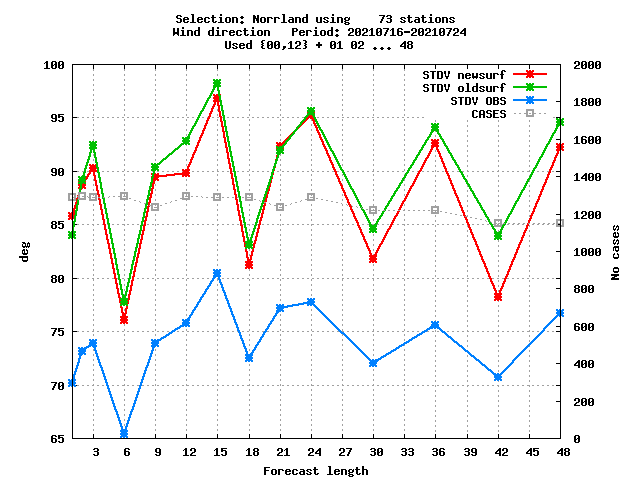 Selection: Norrland using    73 stations
Wind direction   Period: 20210716-20210724
Used {00,12} + 01 02 ... 48
STDV newsurf
STDV oldsurf
STDV OBS
CASES
deg
100
95
90
85
80
75
70
65
2000
1800
1600
1400
1200
1000
800
600
400
200
0
No cases
3 6 9 12 15 18 21 24 27 30 33 36 39 42 45 48
Forecast length